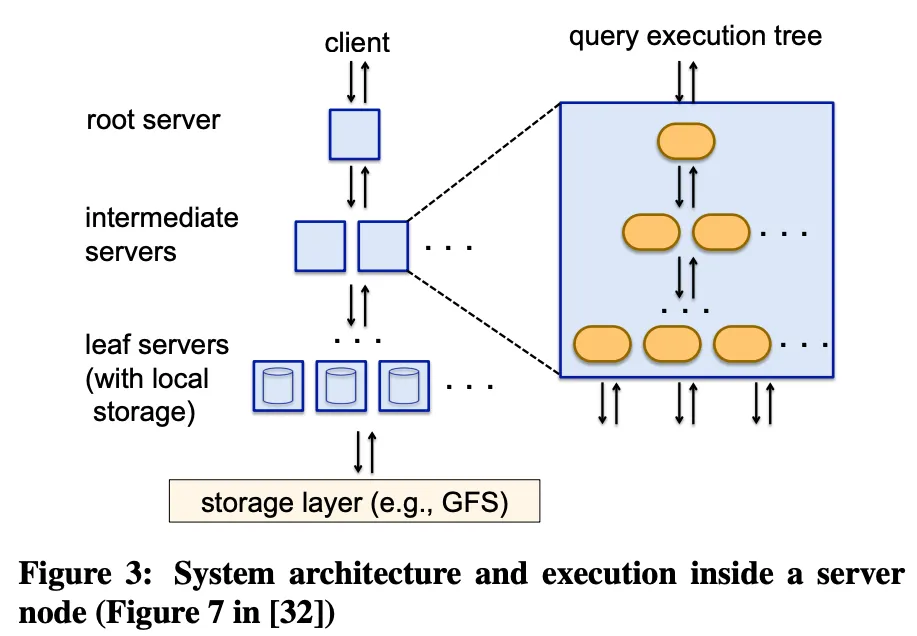 client
query execution tree
root server
intermediate
servers
. . .
. . .
. . .
. . .
leaf servers
(with local
storage)
. . .
. . .
storage layer (e.g., GFS)
Figure 3: System architecture and execution inside a server
node (Figure 7 in [32])